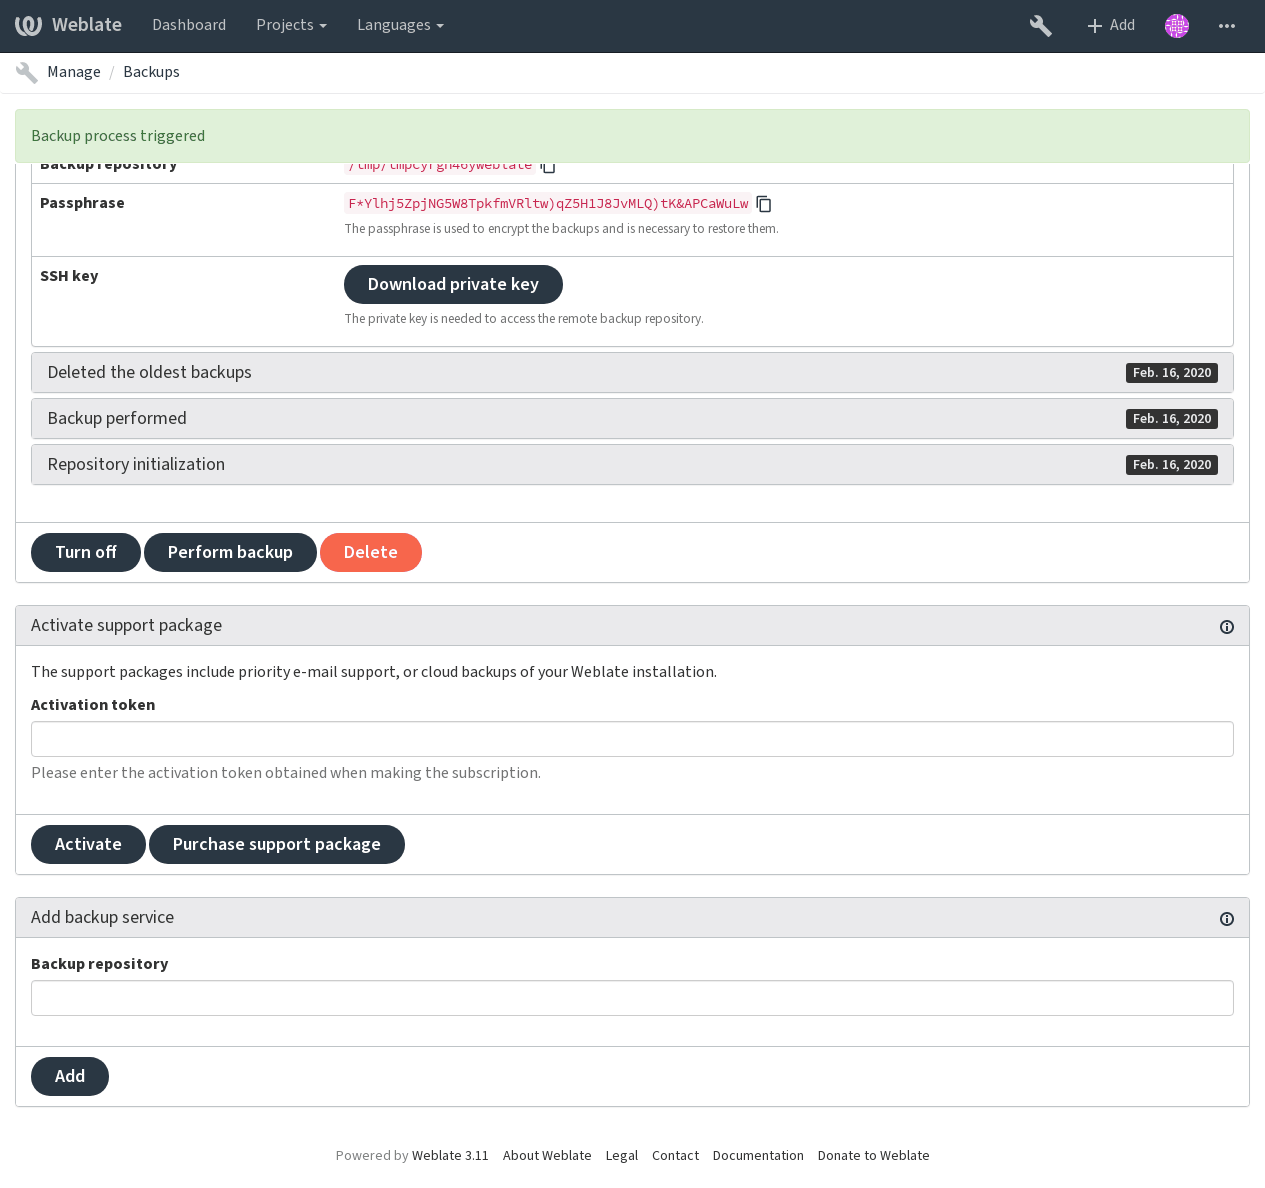 Weblate Dashboard Projects Languages Add
Manage / Backups
Backup process triggered
Backup repository
Passphrase F*Ylhj5ZpjNG5W8TpkfmVRltw)qZ5H1J8JvMLQ)tK&APCaWuLw
The passphrase is used to encrypt the backups and is necessary to restore them.
SSH key Download private key
The private key is needed to access the remote backup repository.
Deleted the oldest backups Feb. 16, 2020
Backup performed Feb. 16, 2020
Repository initialization Feb. 16, 2020
Turn off Perform backup Delete
Activate support package
The support packages include priority e-mail support, or cloud backups of your Weblate installation.
Activation token
Please enter the activation token obtained when making the subscription.
Activate Purchase support package
Add backup service
Backup repository
Add
Powered by Weblate 3.11 About Weblate Legal Contact Documentation Donate to Weblate